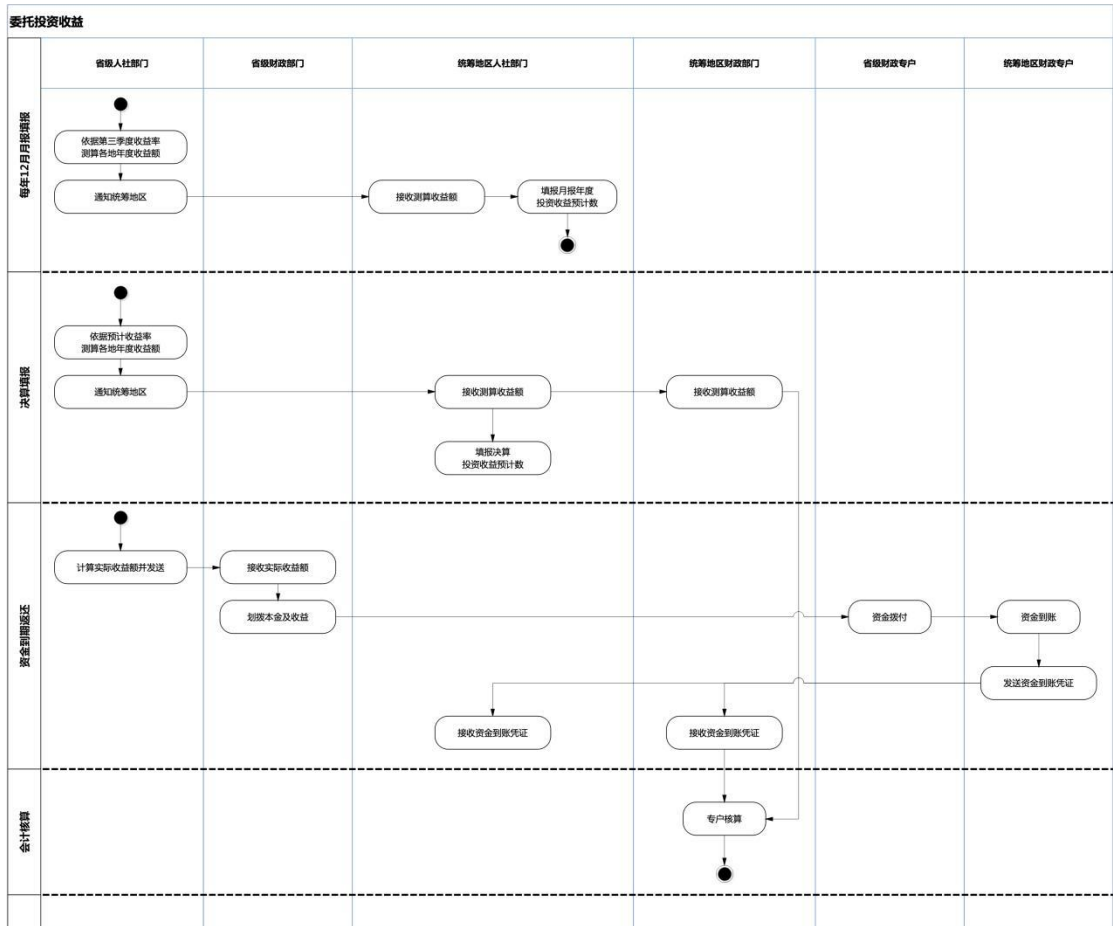 委托投资收益
省级人社部门
省级财政部门
统筹地区人社部门
统筹地区财政部门
省级财政专户
统筹地区财政专户
每年12月月报填报
依据第三季度收益率
测算各地年度收益额
通知统筹地区
接收测算收益额
填报月报年度
投资收益预计数
决算填报
依据预计收益率
测算各地年度收益额
通知统筹地区
接收测算收益额
接收测算收益额
填报决算
投资收益预计数
资金到期返还
计算实际收益额并发送
接收实际收益额
划拨本金及收益
资金拨付
资金到账
发送资金到账凭证
接收资金到账凭证
接收资金到账凭证
会计核算
专户核算